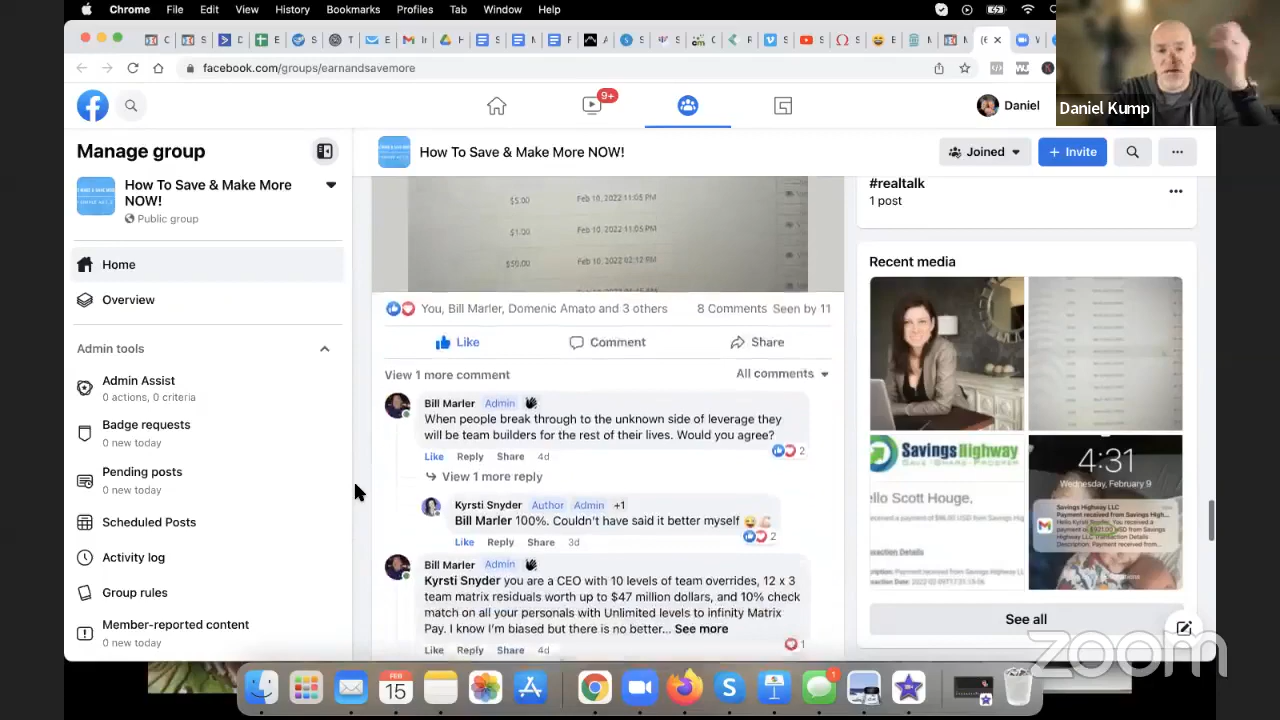 Chrome File Edit View History Bookmarks Profiles Tab Window Help
facebook.com/groups/earnandsavemore
9+
Daniel
Daniel Kump
Manage group
How To Save & Make More NOW!
Public group
Home
Overview
Admin tools
Admin Assist
0 actions, 0 criteria
Badge requests
0 new today
Pending posts
0 new today
Scheduled Posts
Activity log
Group rules
Member-reported content
0 new today
How To Save & Make More NOW!
Joined
+ Invite
$5.00 Feb 10, 2022 11:05 PM
$1.00 Feb 10, 2022 11:05 PM
$50.00 Feb 10, 2022 02:12 PM
You, Bill Marler, Domenic Amato and 3 others 8 Comments Seen by 11
Like Comment Share
View 1 more comment All comments
Bill Marler Admin
When people break through to the unknown side of leverage they
will be team builders for the rest of their lives. Would you agree?
2
Like Reply Share 4d
View 1 more reply
Kyrsti Snyder Author Admin +1
Bill Marler 100%. Couldn't have said it better myself
2
Like Reply Share 3d
Bill Marler Admin
Kyrsti Snyder you are a CEO with 10 levels of team overrides, 12 x 3
team matrix residuals worth up to $47 million dollars, and 10% check
match on all your personals with Unlimited levels to infinity Matrix
Pay. I know I'm biased but there is no better... See more
1
Like Reply Share 4d
#realtalk
1 post
Recent media
SavingsHighway
ello Scott Houge,
4:31
Wednesday, February 9
Savings Highway LLC
Payment received from Savings High...
See all
FEB
15
zoom